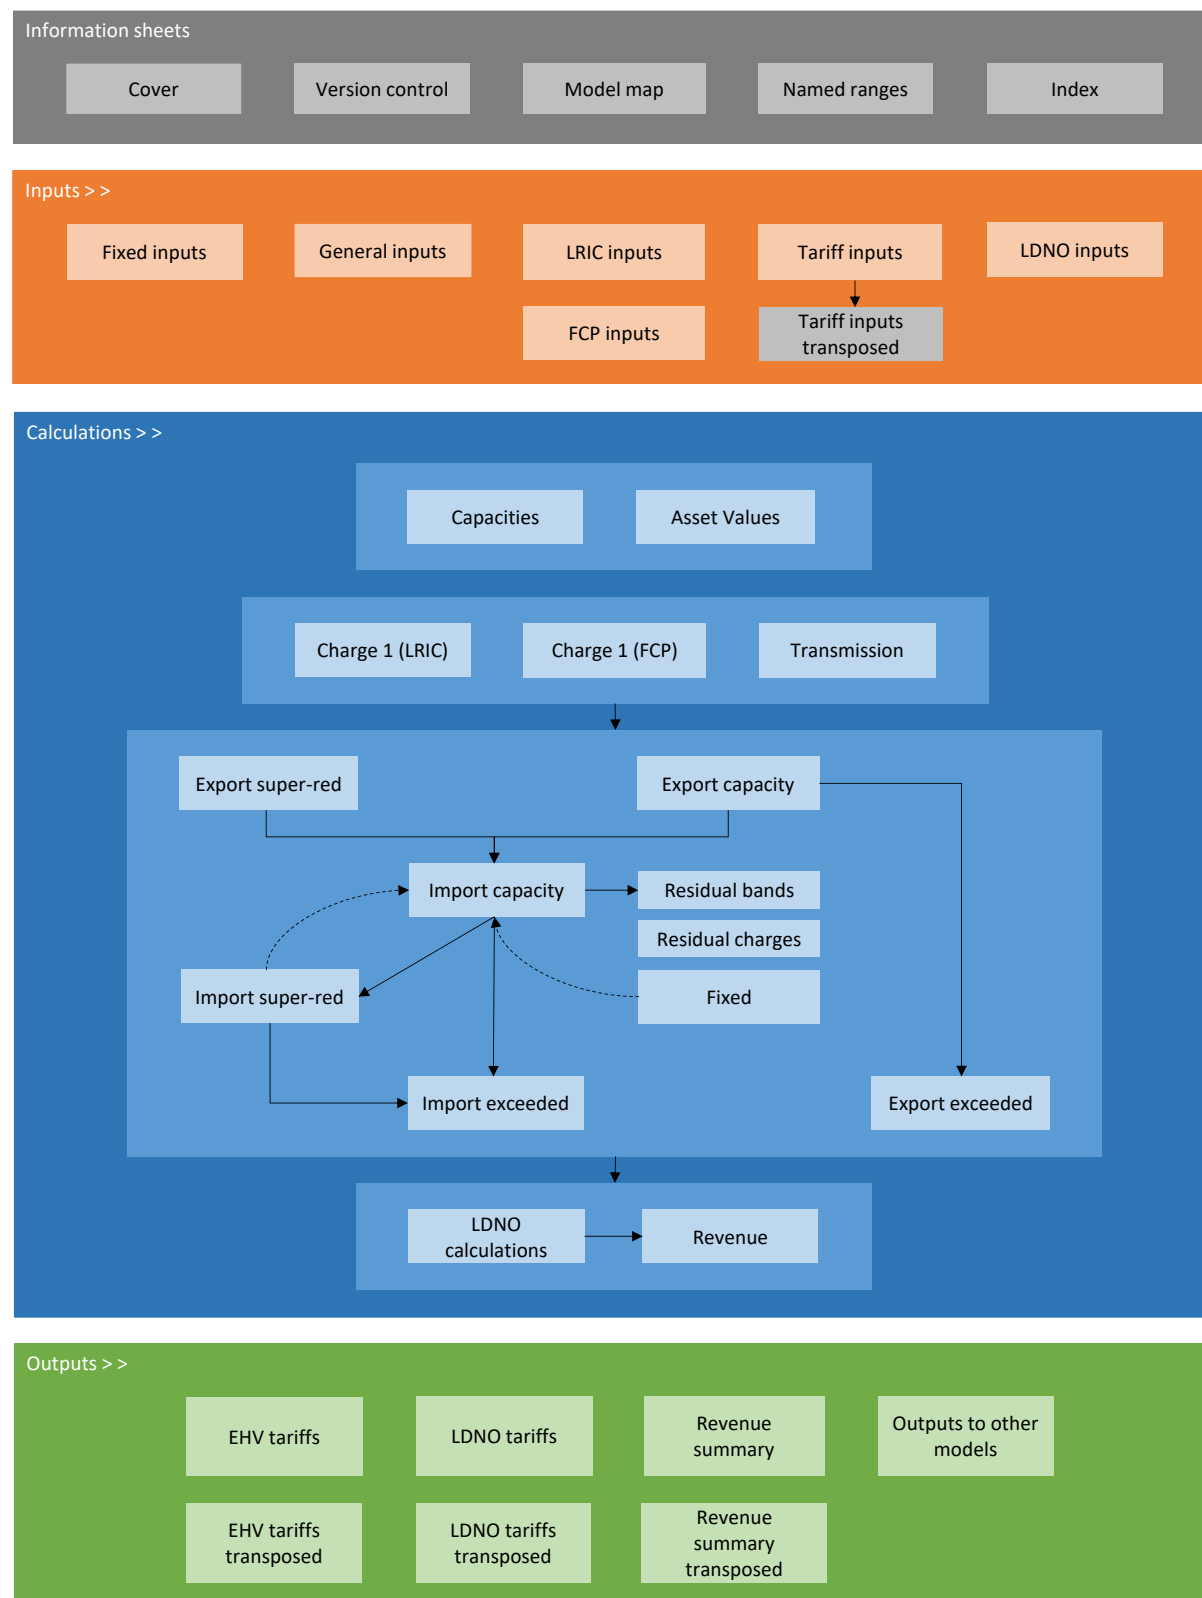 Information sheets
Cover
Version control
Model map
Named ranges
Index
Inputs > >
Fixed inputs
General inputs
LRIC inputs
Tariff inputs
LDNO inputs
FCP inputs
Tariff inputs
transposed
Calculations > >
Capacities
Asset Values
Charge 1 (LRIC)
Charge 1 (FCP)
Transmission
Export super-red
Export capacity
Import capacity
Residual bands
Residual charges
Import super-red
Fixed
Import exceeded
Export exceeded
LDNO
calculations
Revenue
Outputs > >
EHV tariffs
LDNO tariffs
Revenue
summary
Outputs to other
models
EHV tariffs
transposed
LDNO tariffs
transposed
Revenue
summary
transposed